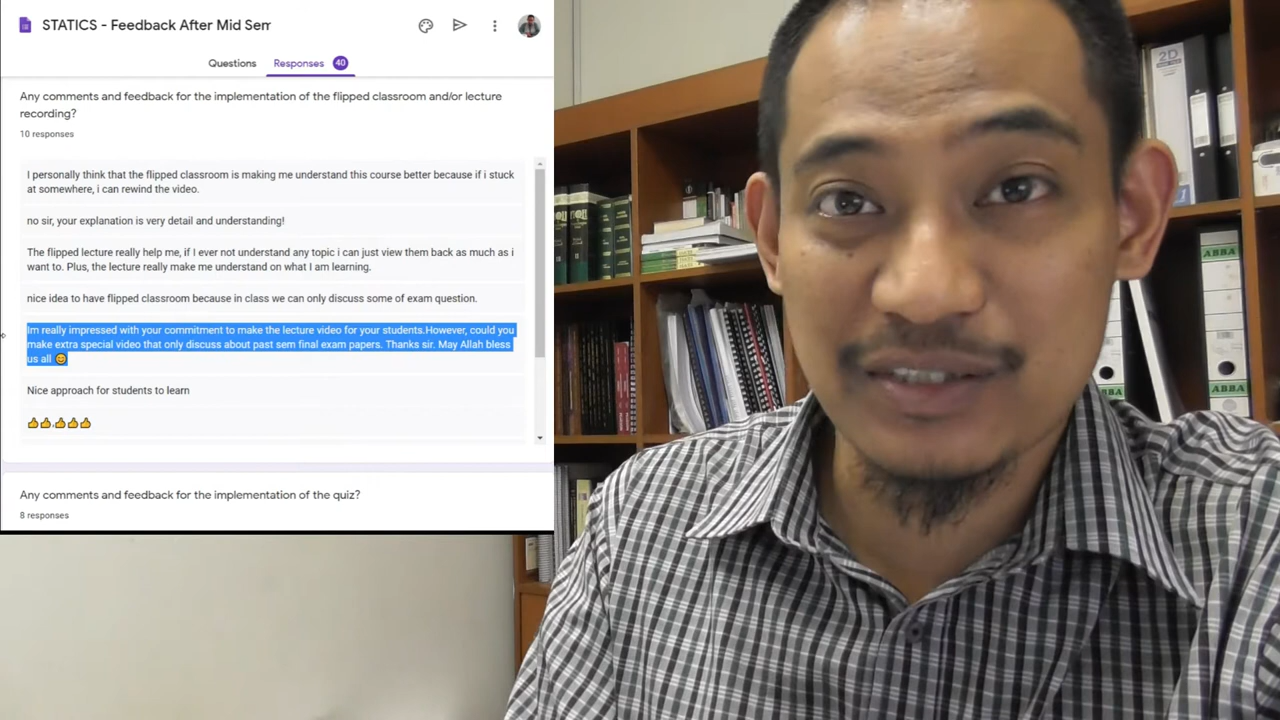 STATICS - Feedback After Mid Sem
Questions
Responses
40
Any comments and feedback for the implementation of the flipped classroom and/or lecture
recording?
10 responses
I personally think that the flipped classroom is making me understand this course better because if i stuck
at somewhere, i can rewind the video.
no sir, your explanation is very detail and understanding!
The flipped lecture really help me, if I ever not understand any topic i can just view them back as much as i
want to. Plus, the lecture really make me understand on what I am learning.
nice idea to have flipped classroom because in class we can only discuss some of exam question.
Im really impressed with your commitment to make the lecture video for your students.However, could you
make extra special video that only discuss about past sem final exam papers. Thanks sir. May Allah bless
us all 😊
Nice approach for students to learn
👍👍.👍👍👍
Any comments and feedback for the implementation of the quiz?
8 responses
2D
ABBA
ABBA
ABBA